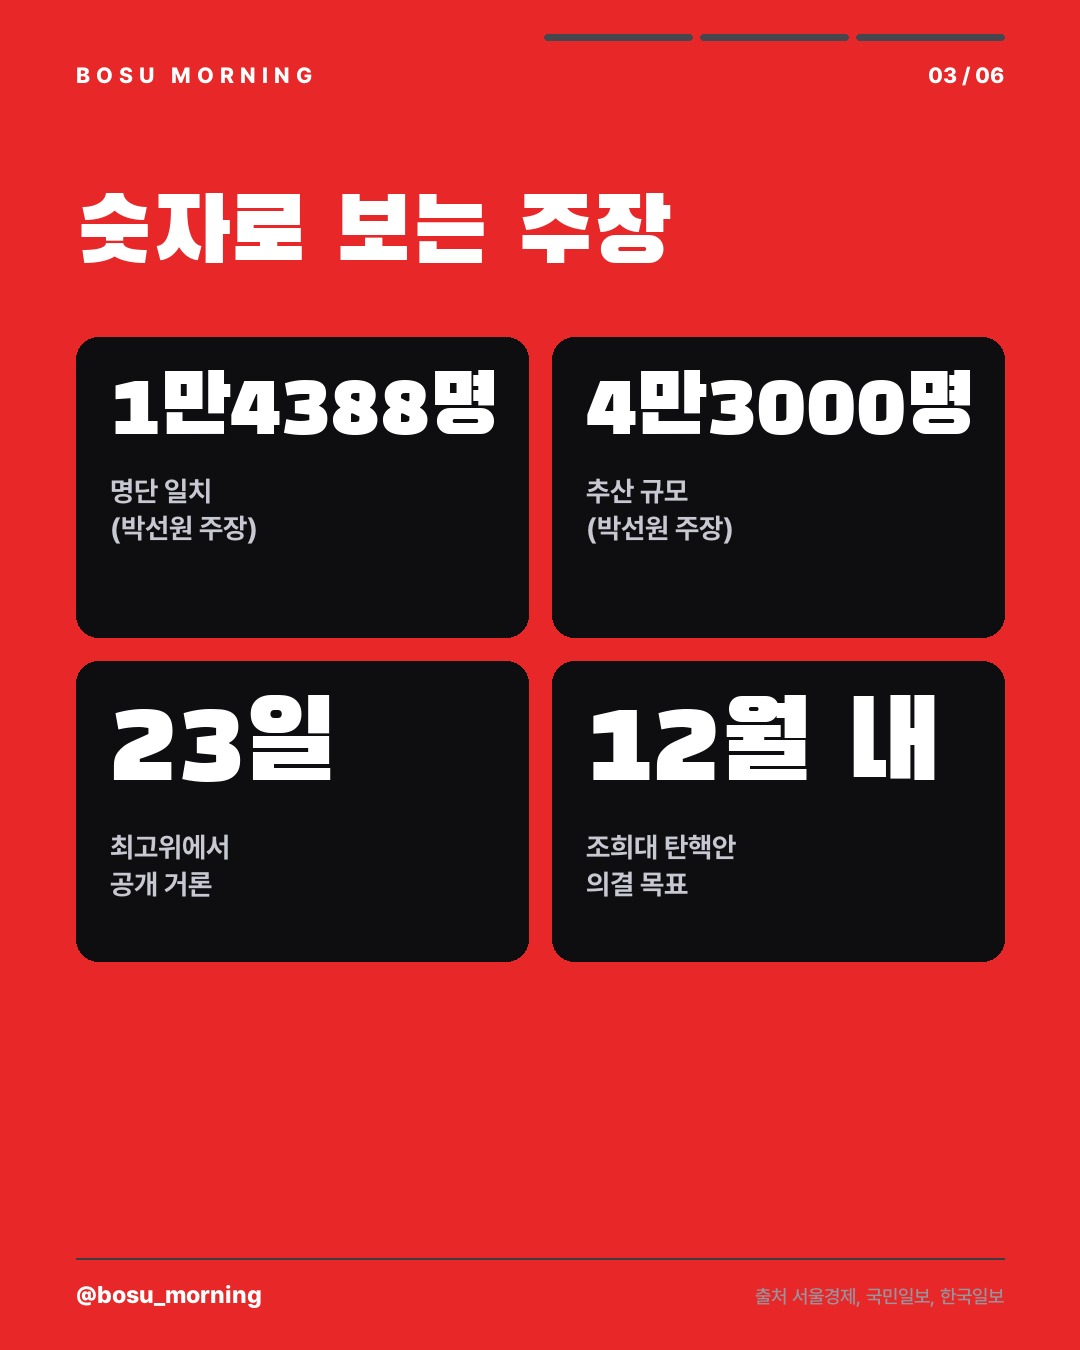 BOSU MORNING
03 / 06
숫자로 보는 주장
1만4388명
명단 일치
(박선원 주장)
4만3000명
추산 규모
(박선원 주장)
23일
최고위에서
공개 거론
12월 내
조희대 탄핵안
의결 목표
@bosu_morning
출처 서울경제, 국민일보, 한국일보